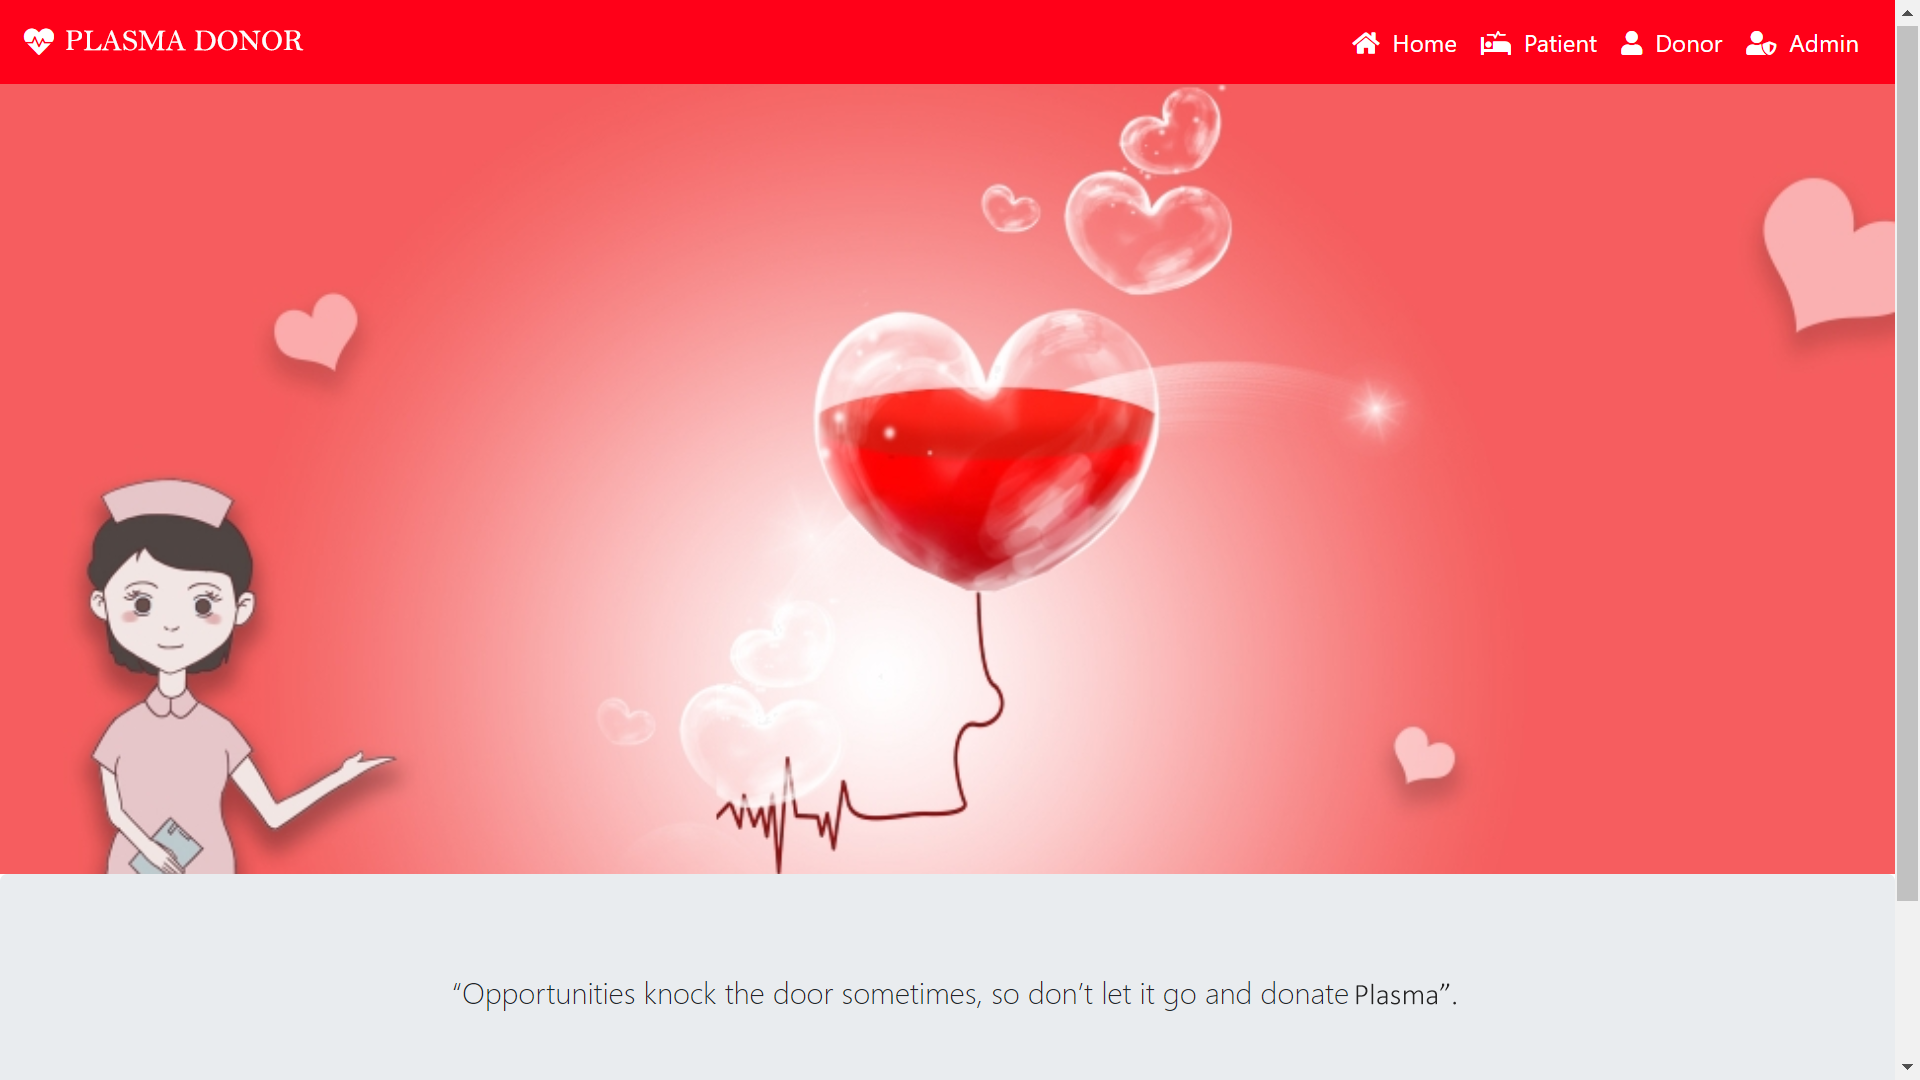 PLASMA DONOR
Home Patient Donor Admin
“Opportunities knock the door sometimes, so don’t let it go and donate Plasma”.